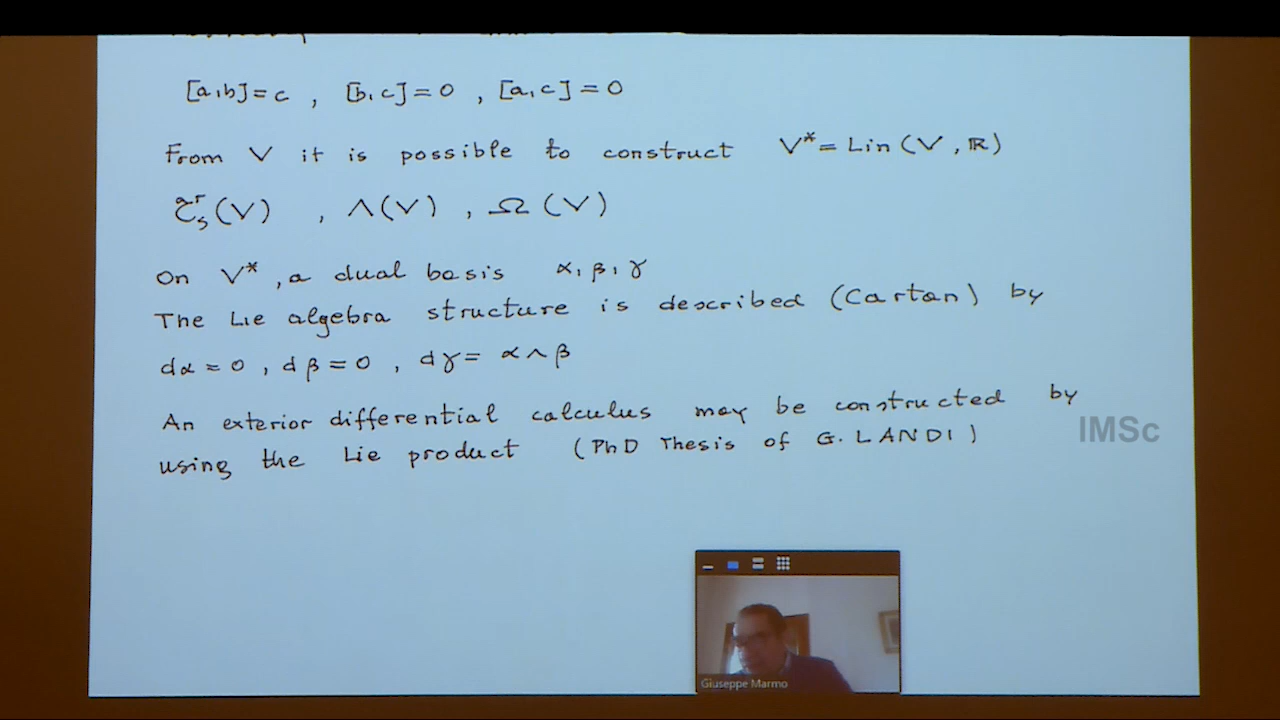 [a,b]=c , [b,c]=0 , [a,c]=0
From V it is possible to construct V*=Lin(V,ℝ)
𝒯ʳₛ(V) , Λ(V) , Ω(V)
On V*, a dual basis α, β, γ
The Lie algebra structure is described (Cartan) by
dα=0 , dβ=0 , dγ= α∧β
An exterior differential calculus may be constructed by
using the Lie product (PhD Thesis of G. LANDI)
IMSc
Giuseppe Marmo